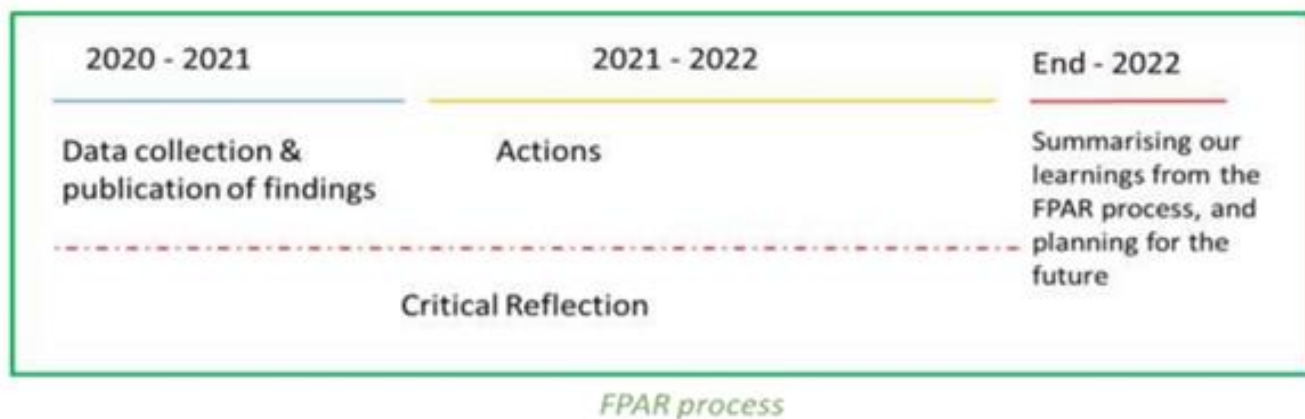 2020 - 2021
2021 - 2022
End - 2022
Data collection &
publication of findings
Actions
Summarising our
learnings from the
FPAR process, and
planning for the
future
Critical Reflection
FPAR process